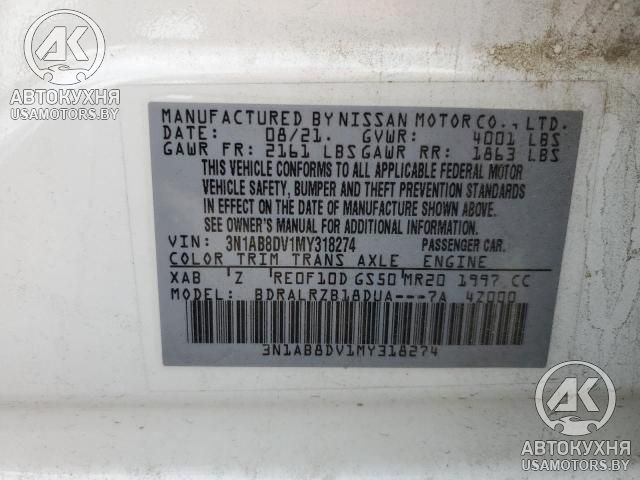 AK
АВТОКУХНЯ
USAMOTORS.BY
MANUFACTURED BY NISSAN MOTOR CO., LTD.
DATE: 08/21. GVWR: 4001 LBS
GAWR FR: 2161 LBS GAWR RR: 1863 LBS
THIS VEHICLE CONFORMS TO ALL APPLICABLE FEDERAL MOTOR
VEHICLE SAFETY, BUMPER AND THEFT PREVENTION STANDARDS
IN EFFECT ON THE DATE OF MANUFACTURE SHOWN ABOVE.
SEE OWNER'S MANUAL FOR ADDITIONAL INFORMATION.
VIN: 3N1AB8DV1MY318274 PASSENGER CAR.
COLOR TRIM TRANS AXLE ENGINE
XAB Z RE0F10D GS50 MR20 1997 CC
MODEL: BDRALRZB18DUA---7A 4Z000
3N1AB8DV1MY318274
AK
АВТОКУХНЯ
USAMOTORS.BY